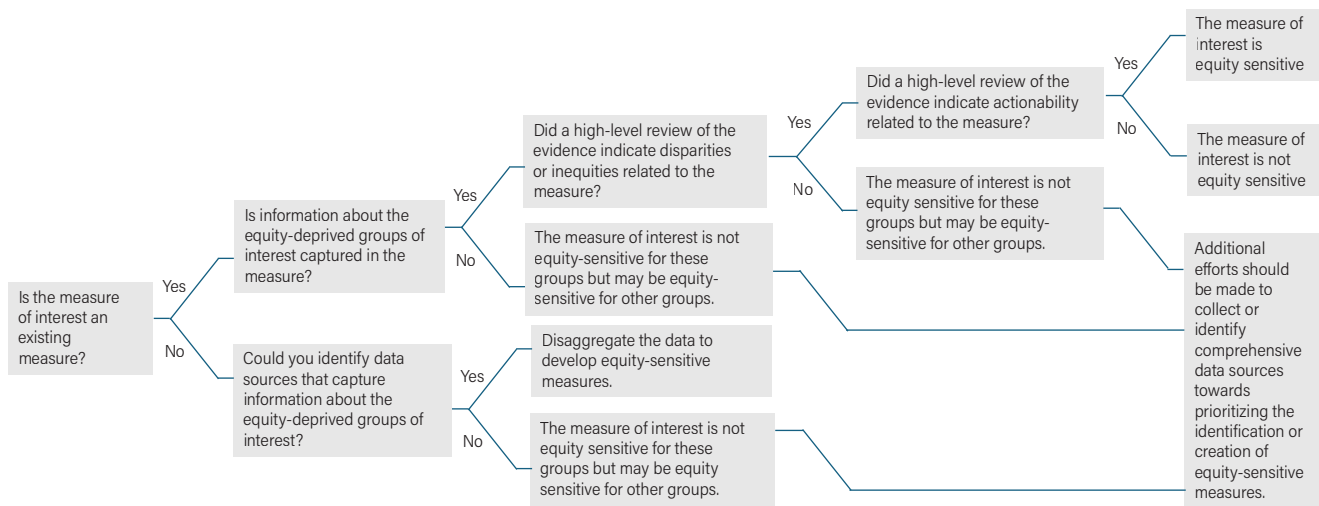 Is the measure
of interest an
existing
measure?
Yes
No
Is information about the
equity-deprived groups of
interest captured in the
measure?
Could you identify data
sources that capture
information about the
equity-deprived groups of
interest?
Yes
No
Yes
No
Did a high-level review of the
evidence indicate disparities
or inequities related to the
measure?
The measure of interest is not
equity-sensitive for these
groups but may be equity-
sensitive for other groups.
Disaggregate the data to
develop equity-sensitive
measures.
The measure of interest is not
equity sensitive for these
groups but may be equity
sensitive for other groups.
Yes
No
Did a high-level review of the
evidence indicate actionability
related to the measure?
The measure of interest is not
equity sensitive for these
groups but may be equity-
sensitive for other groups.
Yes
No
The measure of
interest is
equity sensitive
The measure of
interest is not
equity sensitive
Additional
efforts should
be made to
collect or
identify
comprehensive
data sources
towards
prioritizing the
identification or
creation of
equity-sensitive
measures.